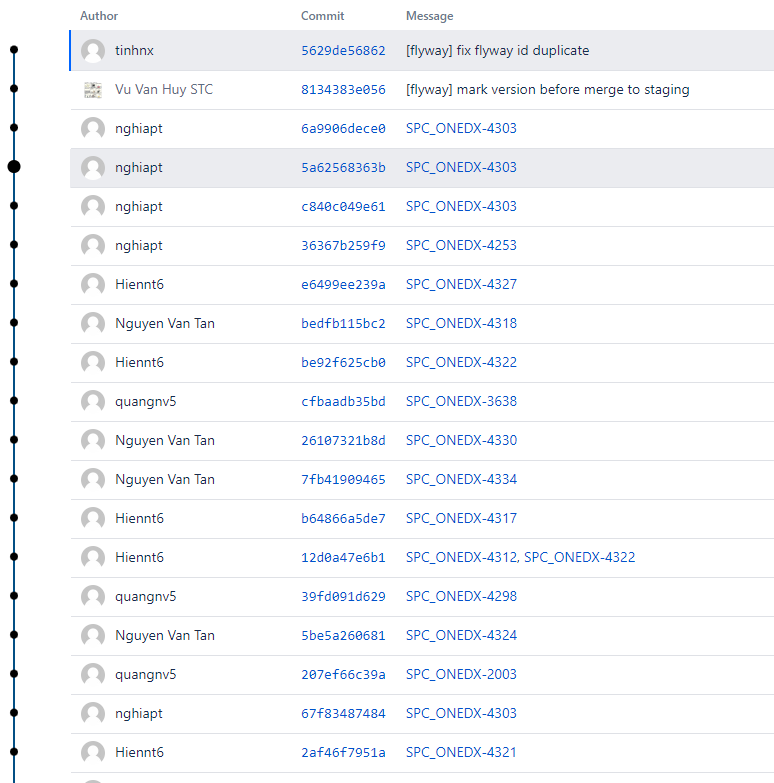 Author Commit Message
tinhnx 5629de56862 [flyway] fix flyway id duplicate
Vu Van Huy STC 8134383e056 [flyway] mark version before merge to staging
nghiapt 6a9906dece0 SPC_ONEDX-4303
nghiapt 5a62568363b SPC_ONEDX-4303
nghiapt c840c049e61 SPC_ONEDX-4303
nghiapt 36367b259f9 SPC_ONEDX-4253
Hiennt6 e6499ee239a SPC_ONEDX-4327
Nguyen Van Tan bedfb115bc2 SPC_ONEDX-4318
Hiennt6 be92f625cb0 SPC_ONEDX-4322
quangnv5 cfbaadb35bd SPC_ONEDX-3638
Nguyen Van Tan 26107321b8d SPC_ONEDX-4330
Nguyen Van Tan 7fb41909465 SPC_ONEDX-4334
Hiennt6 b64866a5de7 SPC_ONEDX-4317
Hiennt6 12d0a47e6b1 SPC_ONEDX-4312, SPC_ONEDX-4322
quangnv5 39fd091d629 SPC_ONEDX-4298
Nguyen Van Tan 5be5a260681 SPC_ONEDX-4324
quangnv5 207ef66c39a SPC_ONEDX-2003
nghiapt 67f83487484 SPC_ONEDX-4303
Hiennt6 2af46f7951a SPC_ONEDX-4321